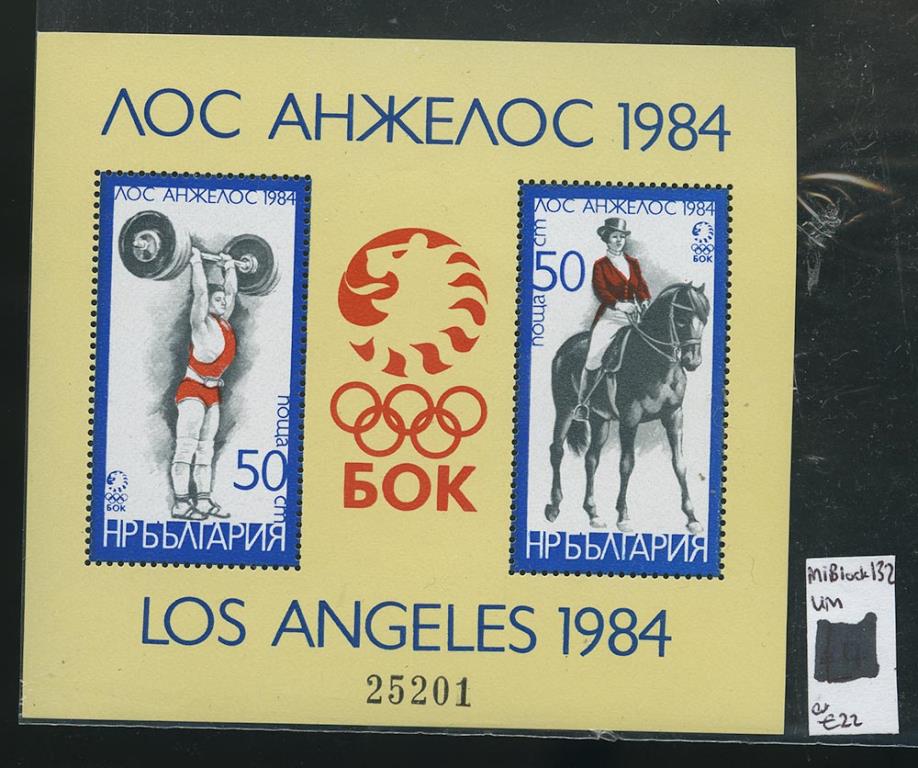 ЛОС АНЖЕЛОС 1984
ЛОС АНЖЕЛОС 1984
поща
50 ст
БОК
НРБЪЛГАРИЯ
БОК
ЛОС АНЖЕЛОС 1984
поща
50 ст
БОК
НРБЪЛГАРИЯ
LOS ANGELES 1984
25201
MiBlock132
UM
€22